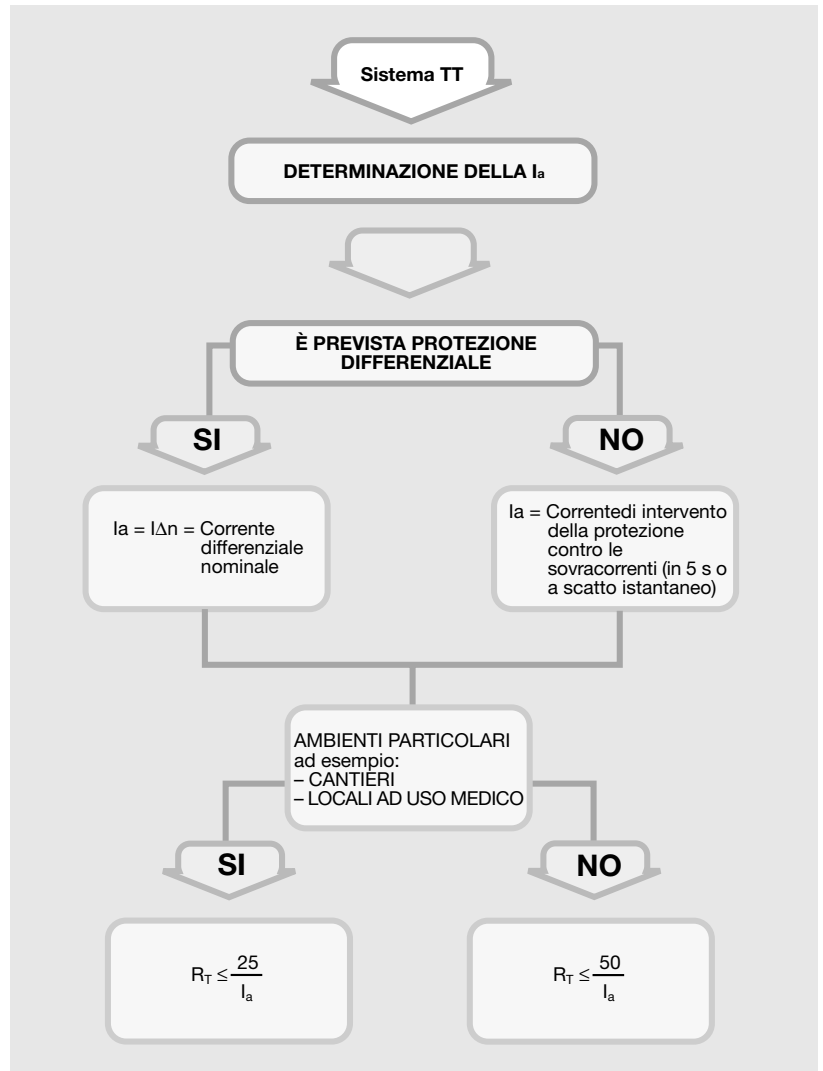 Sistema TT
DETERMINAZIONE DELLA Ia
È PREVISTA PROTEZIONE
DIFFERENZIALE
SI
NO
Ia = I∆n = Corrente
differenziale
nominale
Ia = Correntedi intervento
della protezione
contro le
sovracorrenti (in 5 s o
a scatto istantaneo)
AMBIENTI PARTICOLARI
ad esempio:
– CANTIERI
– LOCALI AD USO MEDICO
SI
NO
RT ≤ 25
Ia
RT ≤ 50
Ia